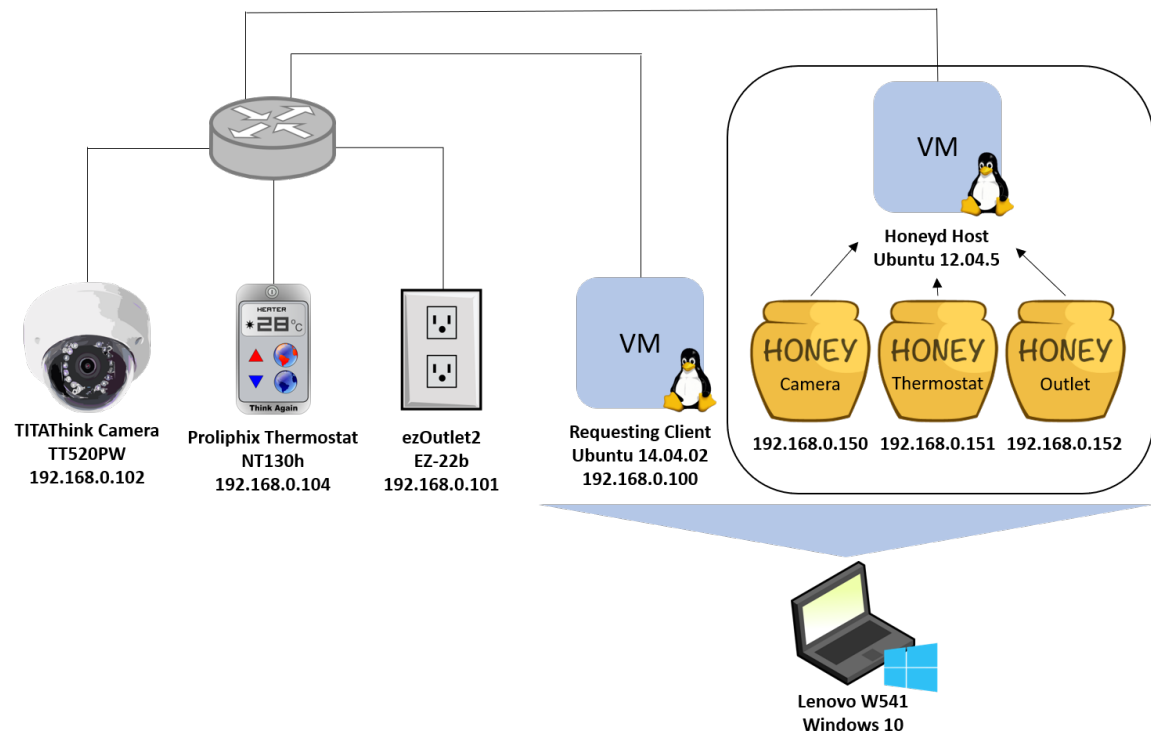 VM
Honeyd Host
Ubuntu 12.04.5
HONEY
Camera
192.168.0.150
HONEY
Thermostat
192.168.0.151
HONEY
Outlet
192.168.0.152
HEATER
28°C
Think Again
TITAThink Camera
TT520PW
192.168.0.102
Proliphix Thermostat
NT130h
192.168.0.104
ezOutlet2
EZ-22b
192.168.0.101
VM
Requesting Client
Ubuntu 14.04.02
192.168.0.100
Lenovo W541
Windows 10